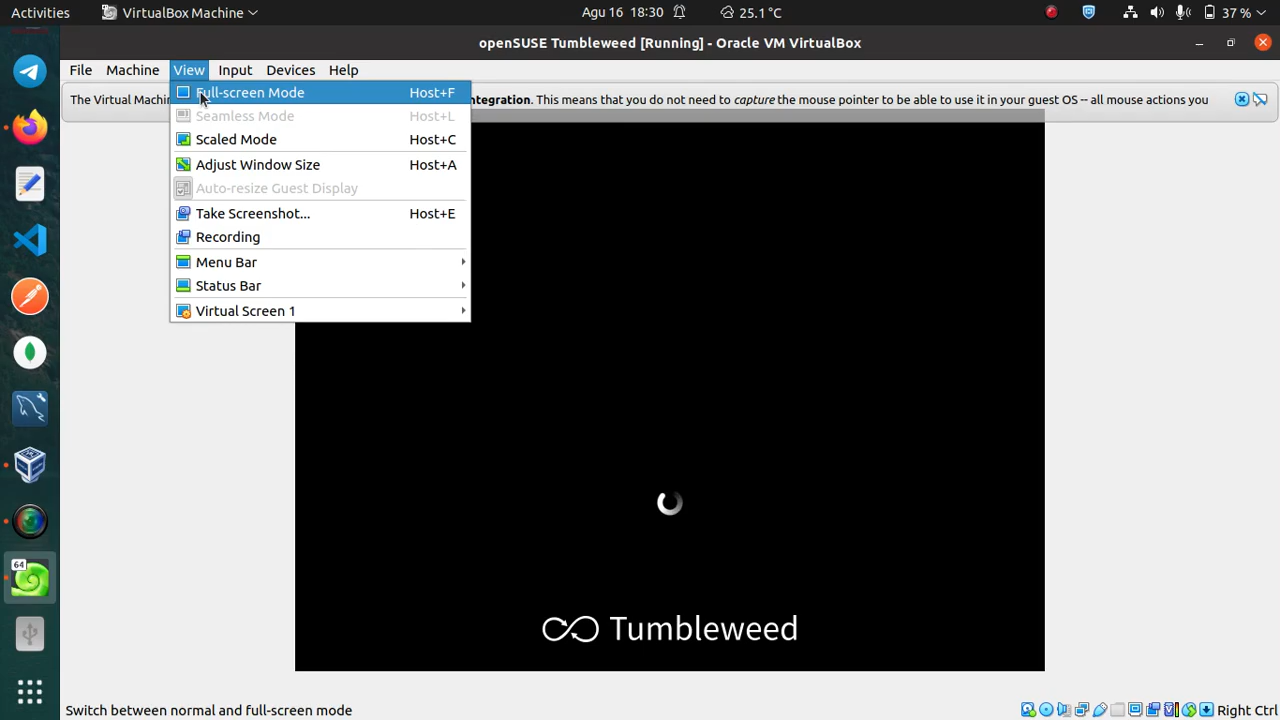 Activities VirtualBox Machine Agu 16 18:30 25.1 °C 37 %
openSUSE Tumbleweed [Running] - Oracle VM VirtualBox
File Machine View Input Devices Help
The Virtual Machin ntegration. This means that you do not need to capture the mouse pointer to be able to use it in your guest OS -- all mouse actions you
Full-screen Mode Host+F
Seamless Mode Host+L
Scaled Mode Host+C
Adjust Window Size Host+A
Auto-resize Guest Display
Take Screenshot... Host+E
Recording
Menu Bar
Status Bar
Virtual Screen 1
64
Tumbleweed
Switch between normal and full-screen mode Right Ctrl